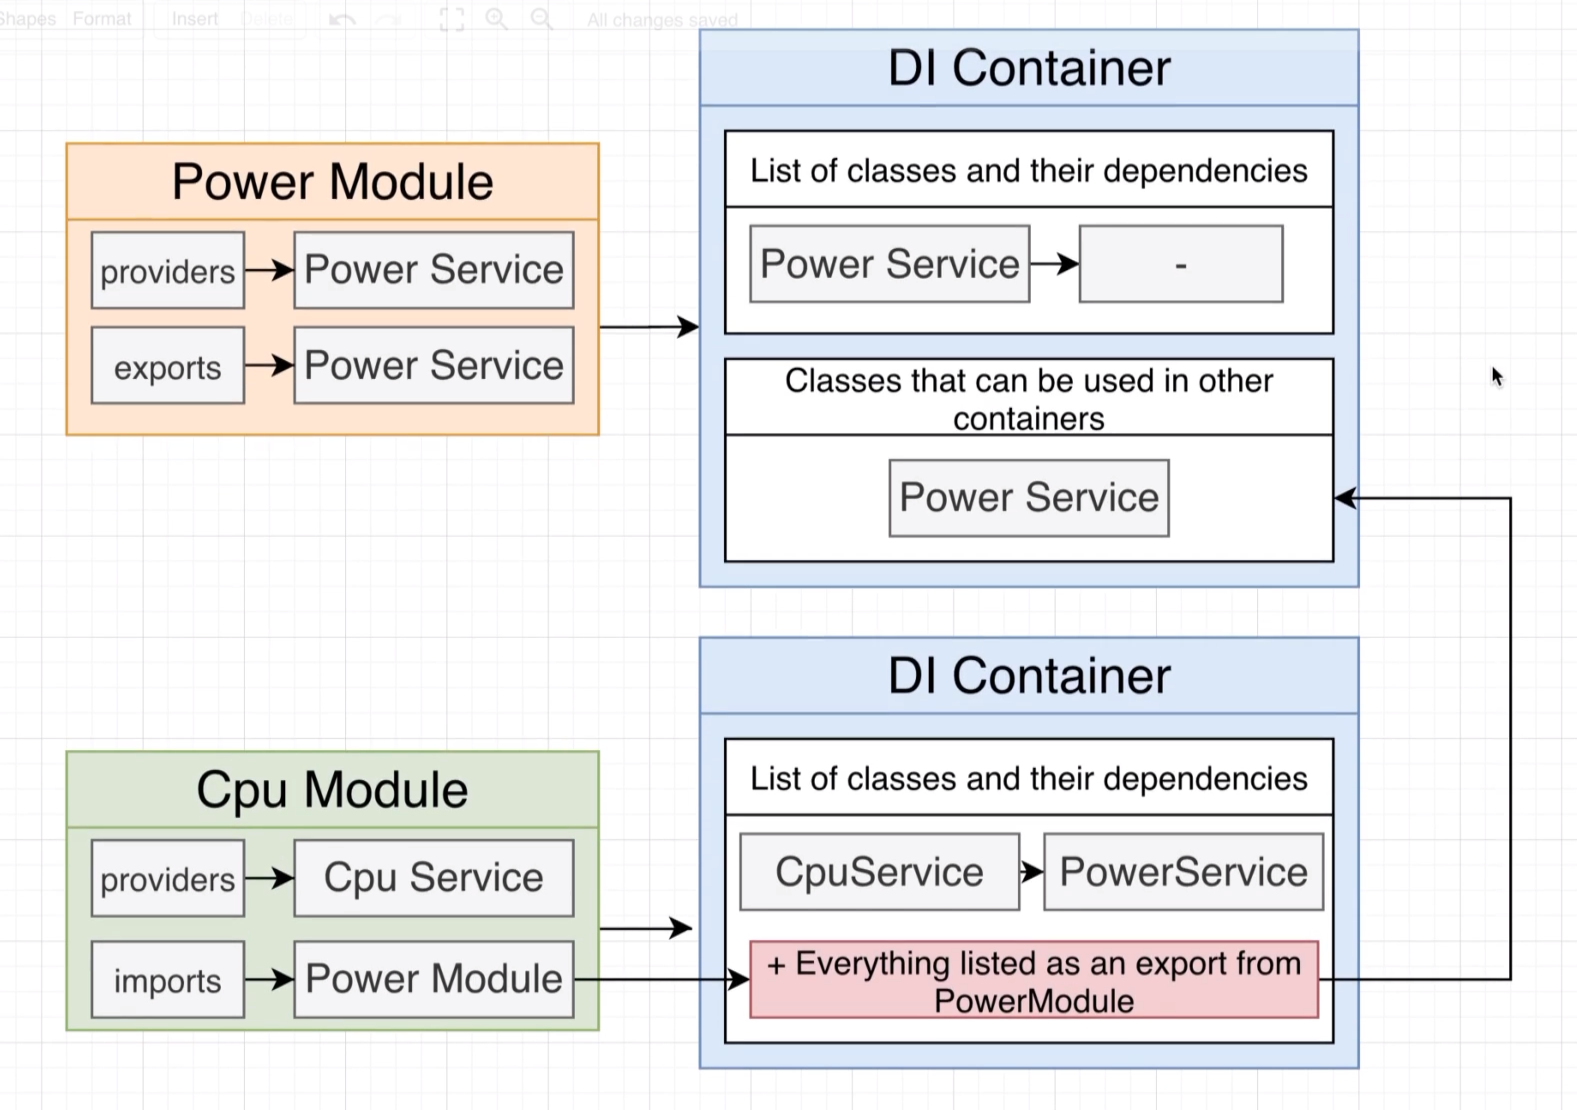 Shapes Format Insert Delete All changes saved
DI Container
List of classes and their dependencies
Power Service
-
Classes that can be used in other
containers
Power Service
Power Module
providers
Power Service
exports
Power Service
DI Container
List of classes and their dependencies
CpuService
PowerService
+ Everything listed as an export from
PowerModule
Cpu Module
providers
Cpu Service
imports
Power Module